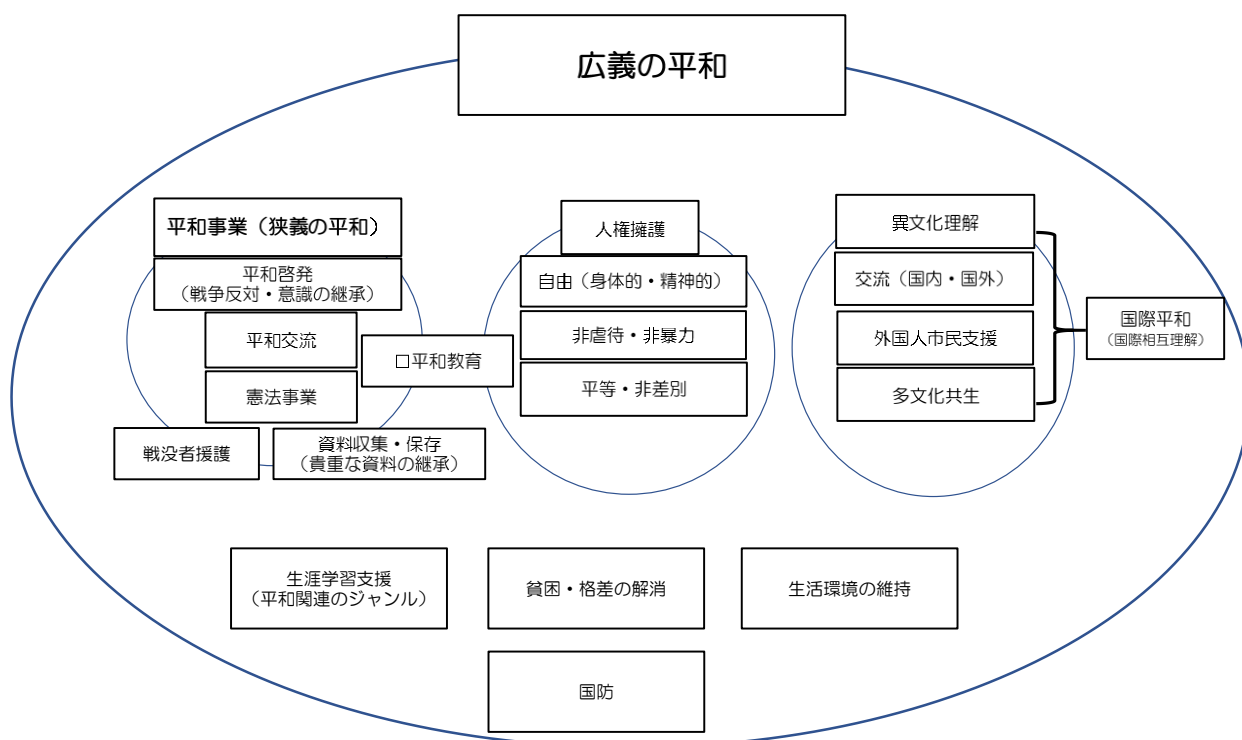 広義の平和
平和事業（狭義の平和）
平和啓発
（戦争反対・意識の継承）
平和交流
憲法事業
戦没者援護
資料収集・保存
（貴重な資料の継承）
□平和教育
人権擁護
自由（身体的・精神的）
非虐待・非暴力
平等・非差別
異文化理解
交流（国内・国外）
外国人市民支援
多文化共生
国際平和
（国際相互理解）
生涯学習支援
（平和関連のジャンル）
貧困・格差の解消
生活環境の維持
国防